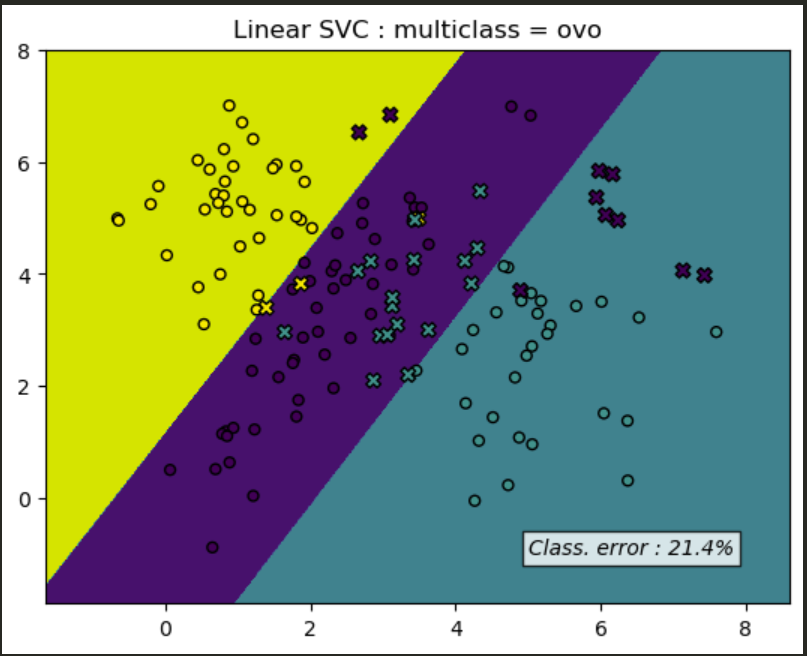 Linear SVC : multiclass = ovo
8
6
4
2
0
Class. error : 21.4%
0 2 4 6 8